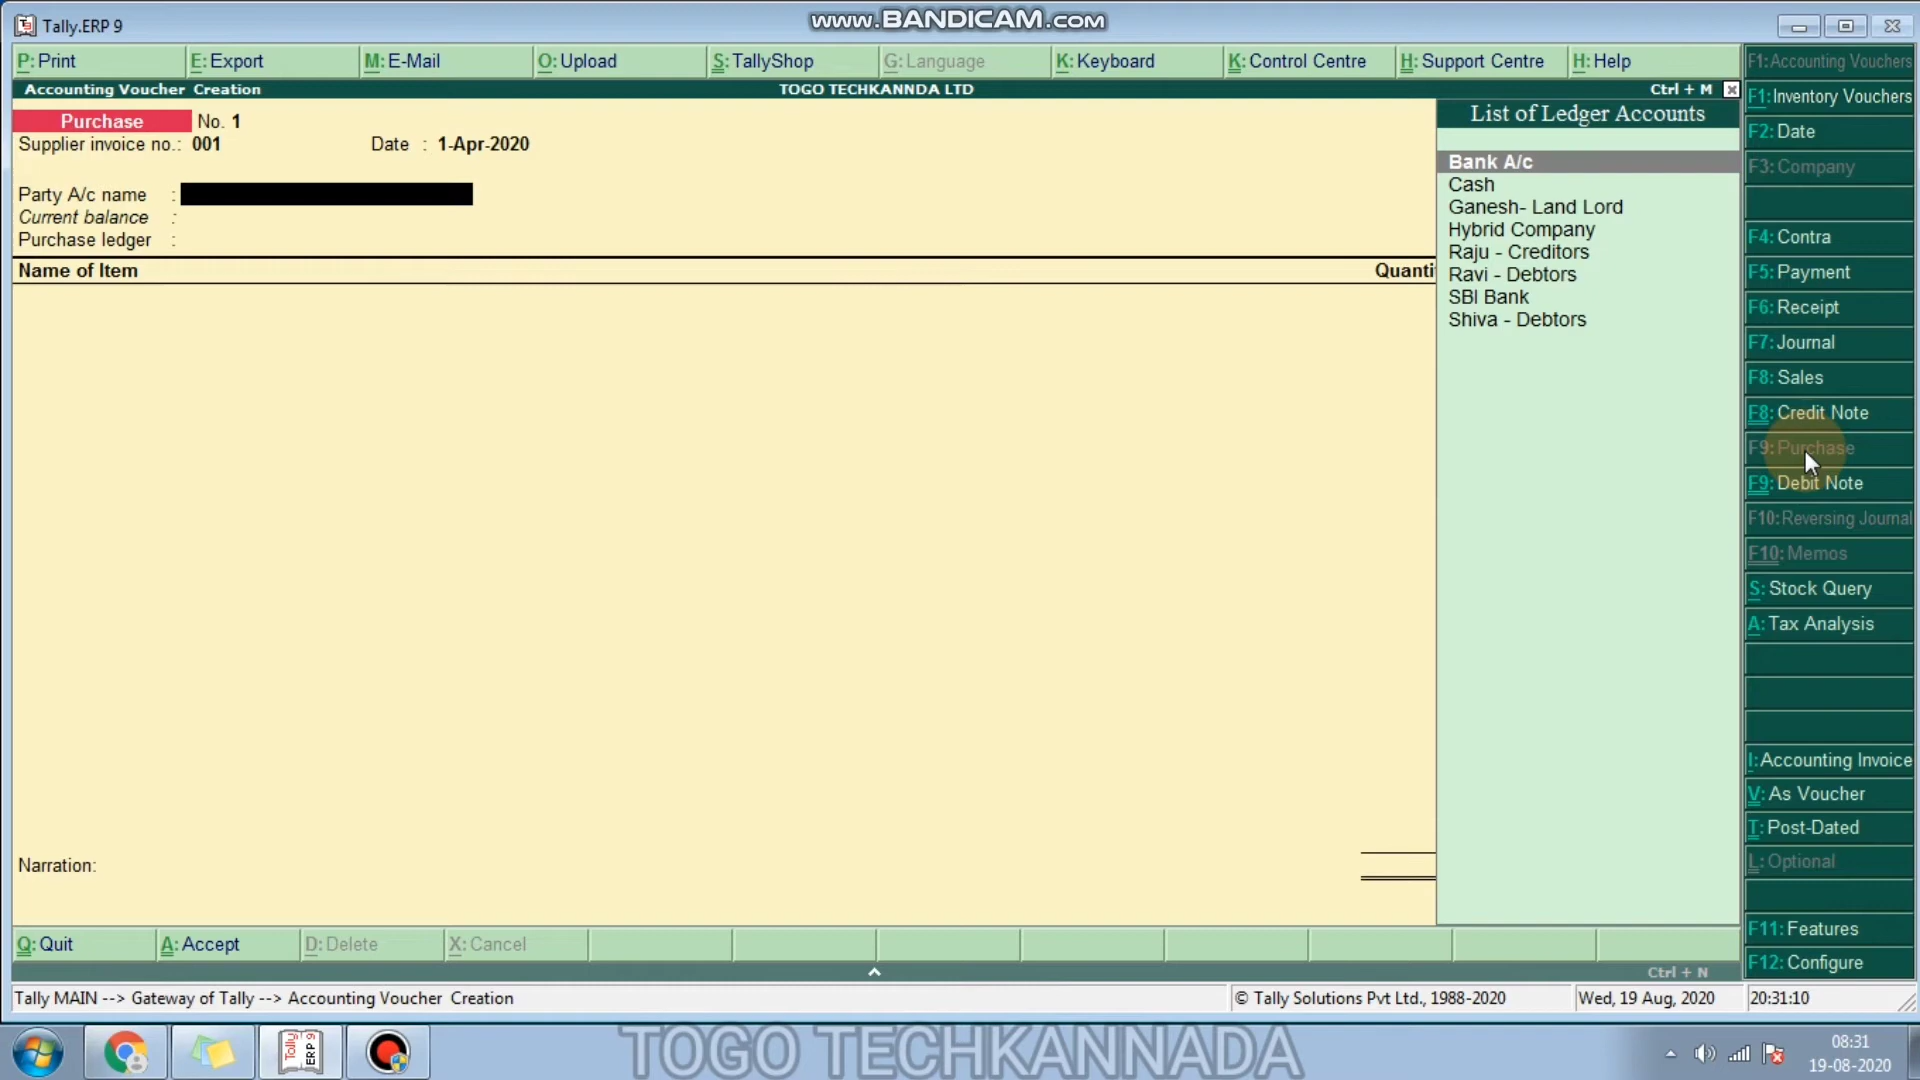 www.BANDICAM.com
Tally.ERP 9
P: Print
E: Export
M: E-Mail
O: Upload
S: TallyShop
G: Language
K: Keyboard
K: Control Centre
H: Support Centre
H: Help
Accounting Voucher Creation
TOGO TECHKANNDA LTD
Ctrl + M
Purchase No. 1
Supplier invoice no.: 001 Date : 1-Apr-2020
Party A/c name :
Current balance :
Purchase ledger :
Name of Item Quanti
List of Ledger Accounts
Bank A/c
Cash
Ganesh- Land Lord
Hybrid Company
Raju - Creditors
Ravi - Debtors
SBI Bank
Shiva - Debtors
F1: Accounting Vouchers
F1: Inventory Vouchers
F2: Date
F3: Company
F4: Contra
F5: Payment
F6: Receipt
F7: Journal
F8: Sales
F8: Credit Note
F9: Purchase
F9: Debit Note
F10: Reversing Journal
F10: Memos
S: Stock Query
A: Tax Analysis
I: Accounting Invoice
V: As Voucher
T: Post-Dated
L: Optional
F11: Features
F12: Configure
Narration:
Q: Quit
A: Accept
D: Delete
X: Cancel
Ctrl + N
Tally MAIN --> Gateway of Tally --> Accounting Voucher Creation
© Tally Solutions Pvt Ltd., 1988-2020
Wed, 19 Aug, 2020
20:31:10
Tally ERP 9
TOGO TECHKANNADA
08:31
19-08-2020